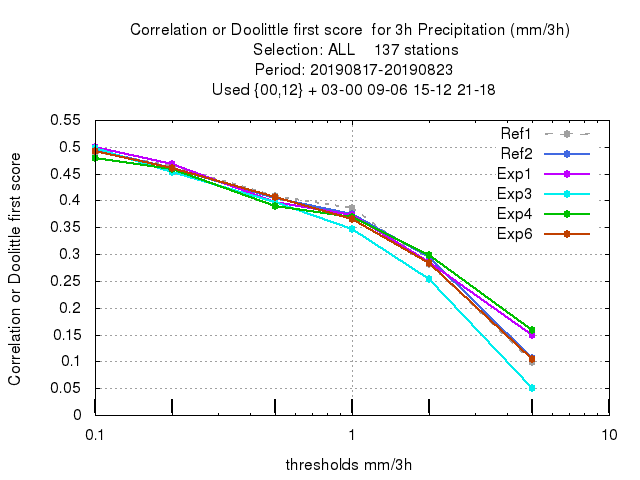 Correlation or Doolittle first score  for 3h Precipitation (mm/3h)
Selection: ALL    137 stations
Period: 20190817-20190823
Used {00,12} + 03-00 09-06 15-12 21-18
Correlation or Doolittle first score
0.55
0.5
0.45
0.4
0.35
0.3
0.25
0.2
0.15
0.1
0.05
0
Ref1
Ref2
Exp1
Exp3
Exp4
Exp6
0.1 1 10
thresholds mm/3h